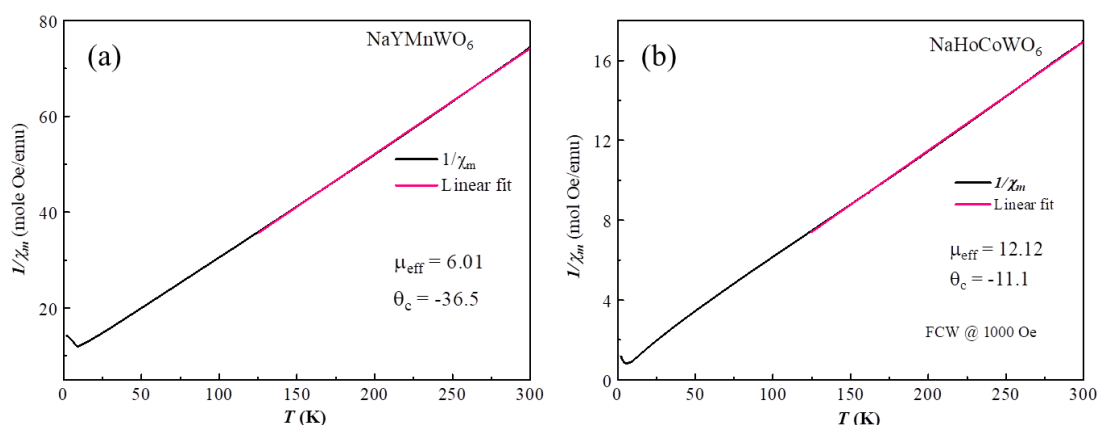 (a)
NaYMnWO₆
80
60
40
20
1/χₘ (mole Oe/emu)
1/χₘ
Linear fit
μeff = 6.01
θc = -36.5
0 50 100 150 200 250 300
T (K)
(b)
NaHoCoWO₆
16
12
8
4
0
1/χₘ (mol Oe/emu)
1/χₘ
Linear fit
μeff = 12.12
θc = -11.1
FCW @ 1000 Oe
0 50 100 150 200 250 300
T (K)